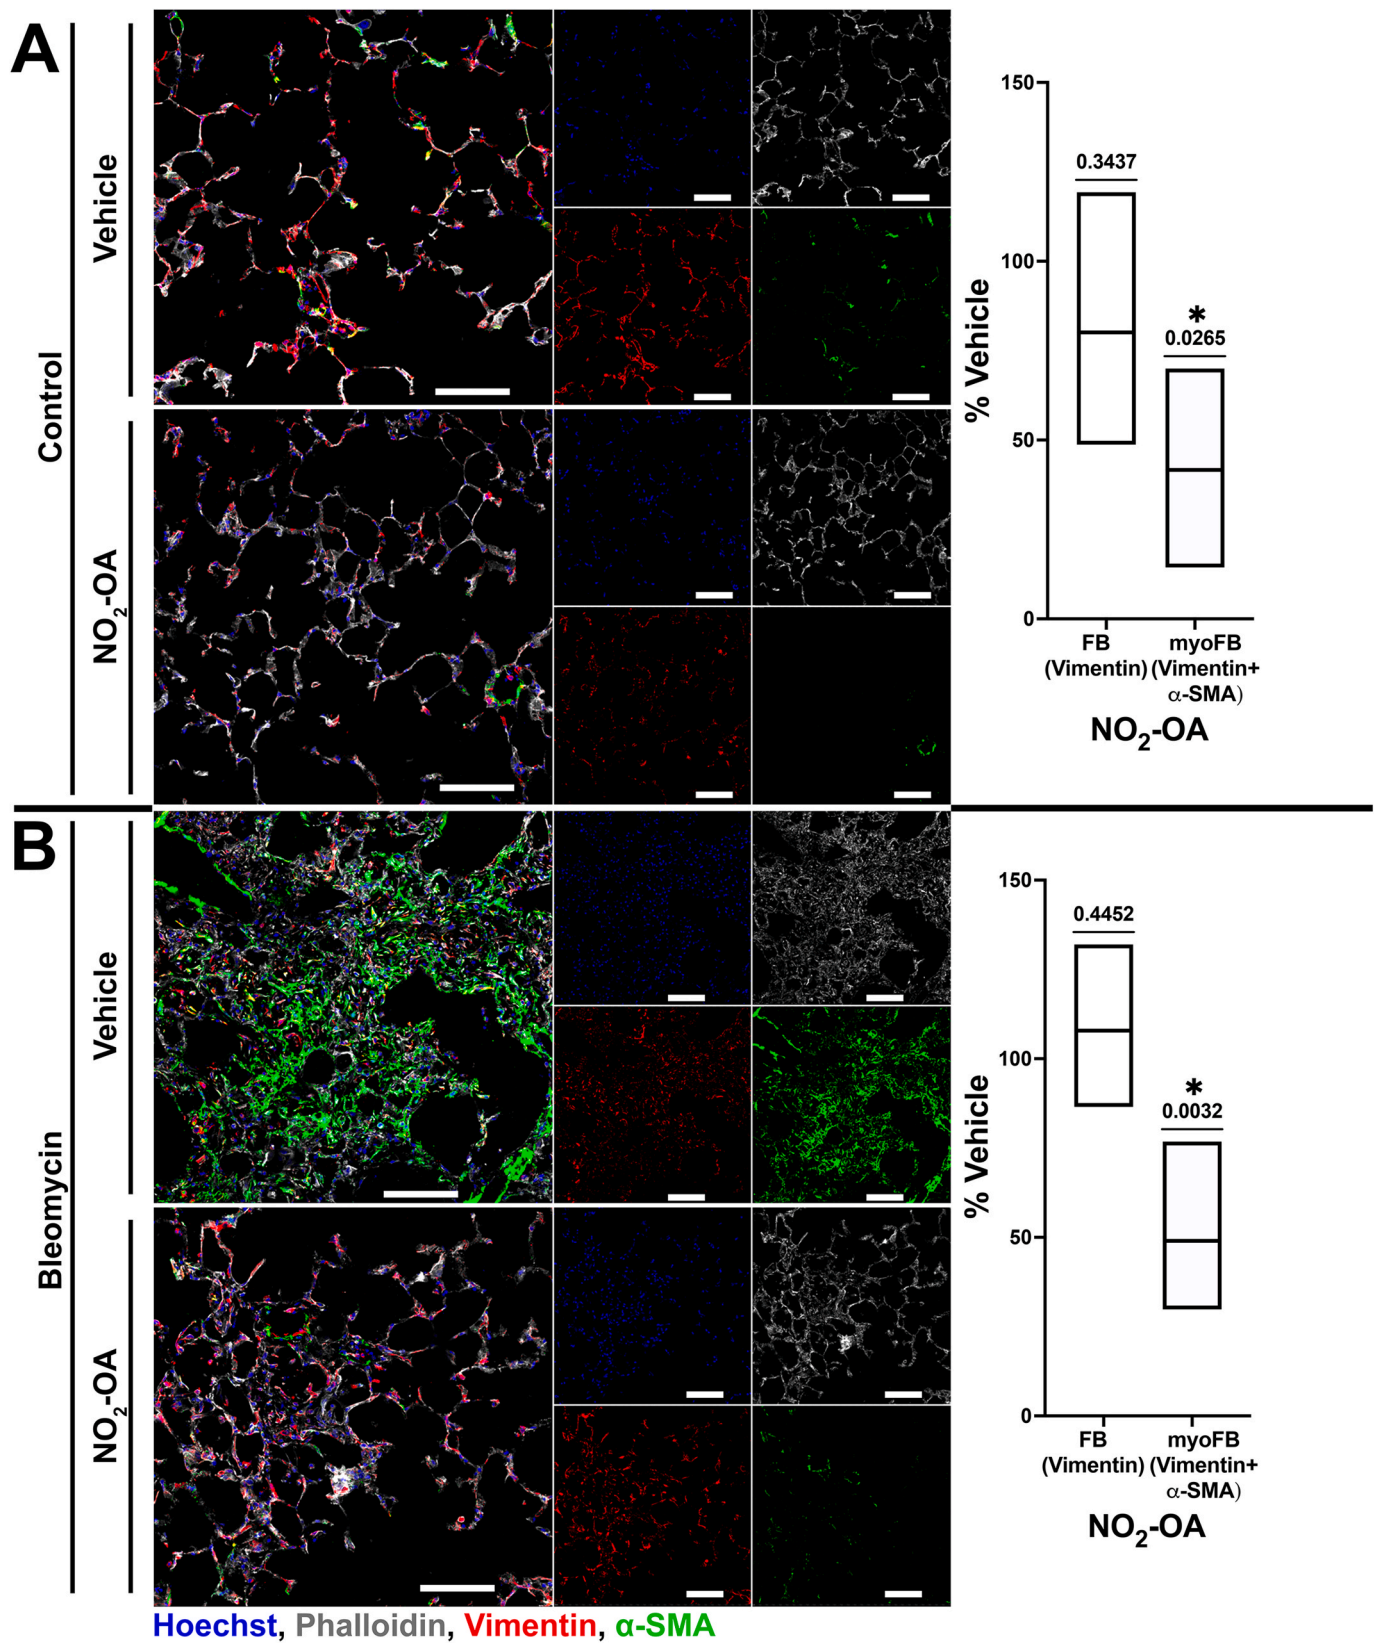 A
Control
Vehicle
NO2-OA
% Vehicle
150
100
50
0
0.3437
*
0.0265
FB
(Vimentin)
myoFB
(Vimentin+
α-SMA)
NO2-OA
B
Bleomycin
Vehicle
NO2-OA
% Vehicle
150
100
50
0
0.4452
*
0.0032
FB
(Vimentin)
myoFB
(Vimentin+
α-SMA)
NO2-OA
Hoechst, Phalloidin, Vimentin, α-SMA